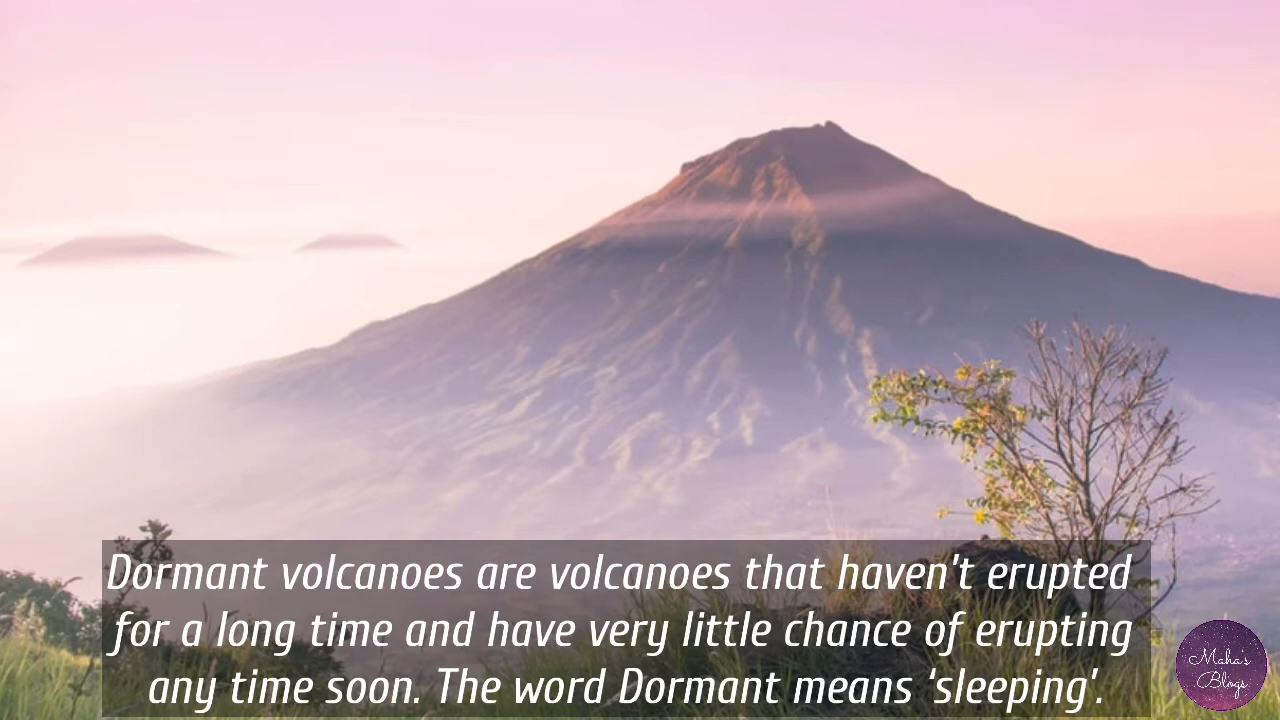 Dormant volcanoes are volcanoes that haven't erupted
for a long time and have very little chance of erupting
any time soon. The word Dormant means ‘sleeping’.
Maha's
Blogs